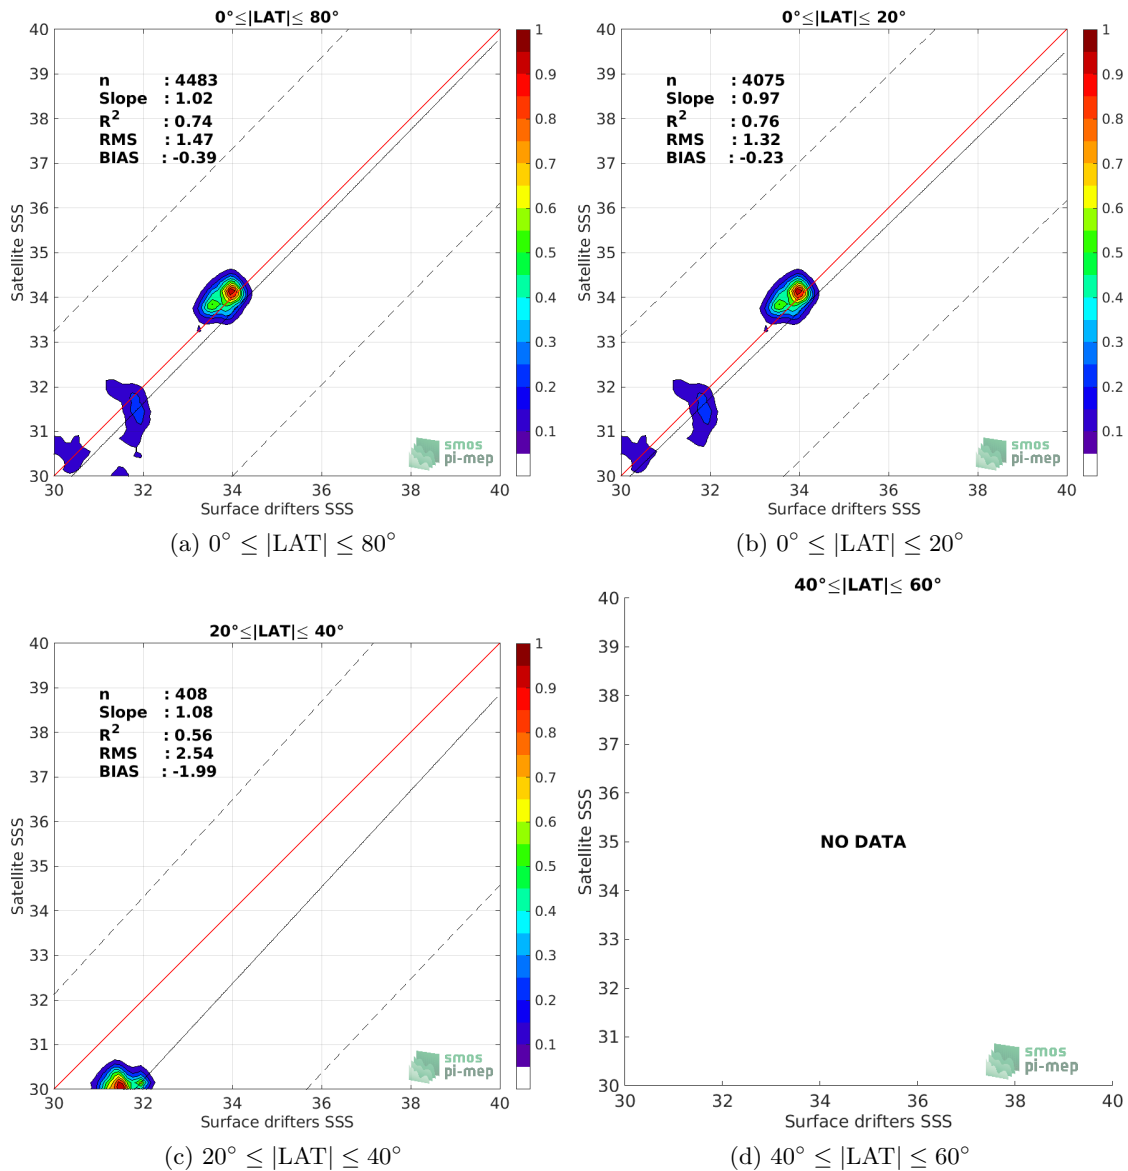 0°≤|LAT|≤ 80°
40
39
38
37
36
35
34
33
32
31
30
30
32
34
36
38
40
Satellite SSS
Surface drifters SSS
n : 4483
Slope : 1.02
R² : 0.74
RMS : 1.47
BIAS : -0.39
1
0.9
0.8
0.7
0.6
0.5
0.4
0.3
0.2
0.1
smos
pi-mep
(a) 0° ≤ |LAT| ≤ 80°
0°≤|LAT|≤ 20°
40
39
38
37
36
35
34
33
32
31
30
30
32
34
36
38
40
Satellite SSS
Surface drifters SSS
n : 4075
Slope : 0.97
R² : 0.76
RMS : 1.32
BIAS : -0.23
1
0.9
0.8
0.7
0.6
0.5
0.4
0.3
0.2
0.1
smos
pi-mep
(b) 0° ≤ |LAT| ≤ 20°
20°≤|LAT|≤ 40°
40
39
38
37
36
35
34
33
32
31
30
30
32
34
36
38
40
Satellite SSS
Surface drifters SSS
n : 408
Slope : 1.08
R² : 0.56
RMS : 2.54
BIAS : -1.99
1
0.9
0.8
0.7
0.6
0.5
0.4
0.3
0.2
0.1
smos
pi-mep
(c) 20° ≤ |LAT| ≤ 40°
40°≤|LAT|≤ 60°
40
39
38
37
36
35
34
33
32
31
30
30
32
34
36
38
40
Satellite SSS
Surface drifters SSS
NO DATA
smos
pi-mep
(d) 40° ≤ |LAT| ≤ 60°